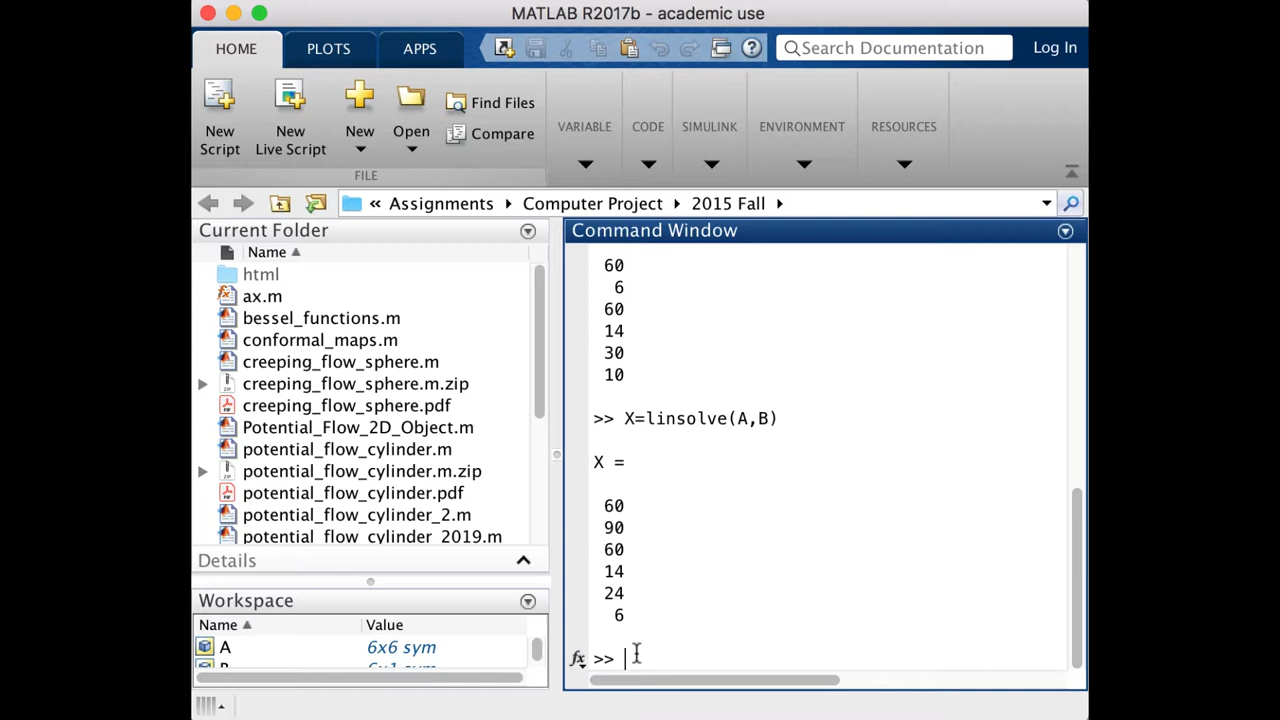 MATLAB R2017b - academic use
HOME PLOTS APPS Search Documentation Log In
New Script
New Live Script
New
Open
Find Files
Compare
FILE
VARIABLE
CODE
SIMULINK
ENVIRONMENT
RESOURCES
« Assignments Computer Project 2015 Fall
Current Folder
Name
html
ax.m
bessel_functions.m
conformal_maps.m
creeping_flow_sphere.m
creeping_flow_sphere.m.zip
creeping_flow_sphere.pdf
Potential_Flow_2D_Object.m
potential_flow_cylinder.m
potential_flow_cylinder.m.zip
potential_flow_cylinder.pdf
potential_flow_cylinder_2.m
potential_flow_cylinder_2019.m
Details
Workspace
Name Value
A 6x6 sym
B 6x1 sym
Command Window
60
6
60
14
30
10
>> X=linsolve(A,B)
X =
60
90
60
14
24
6
fx >>